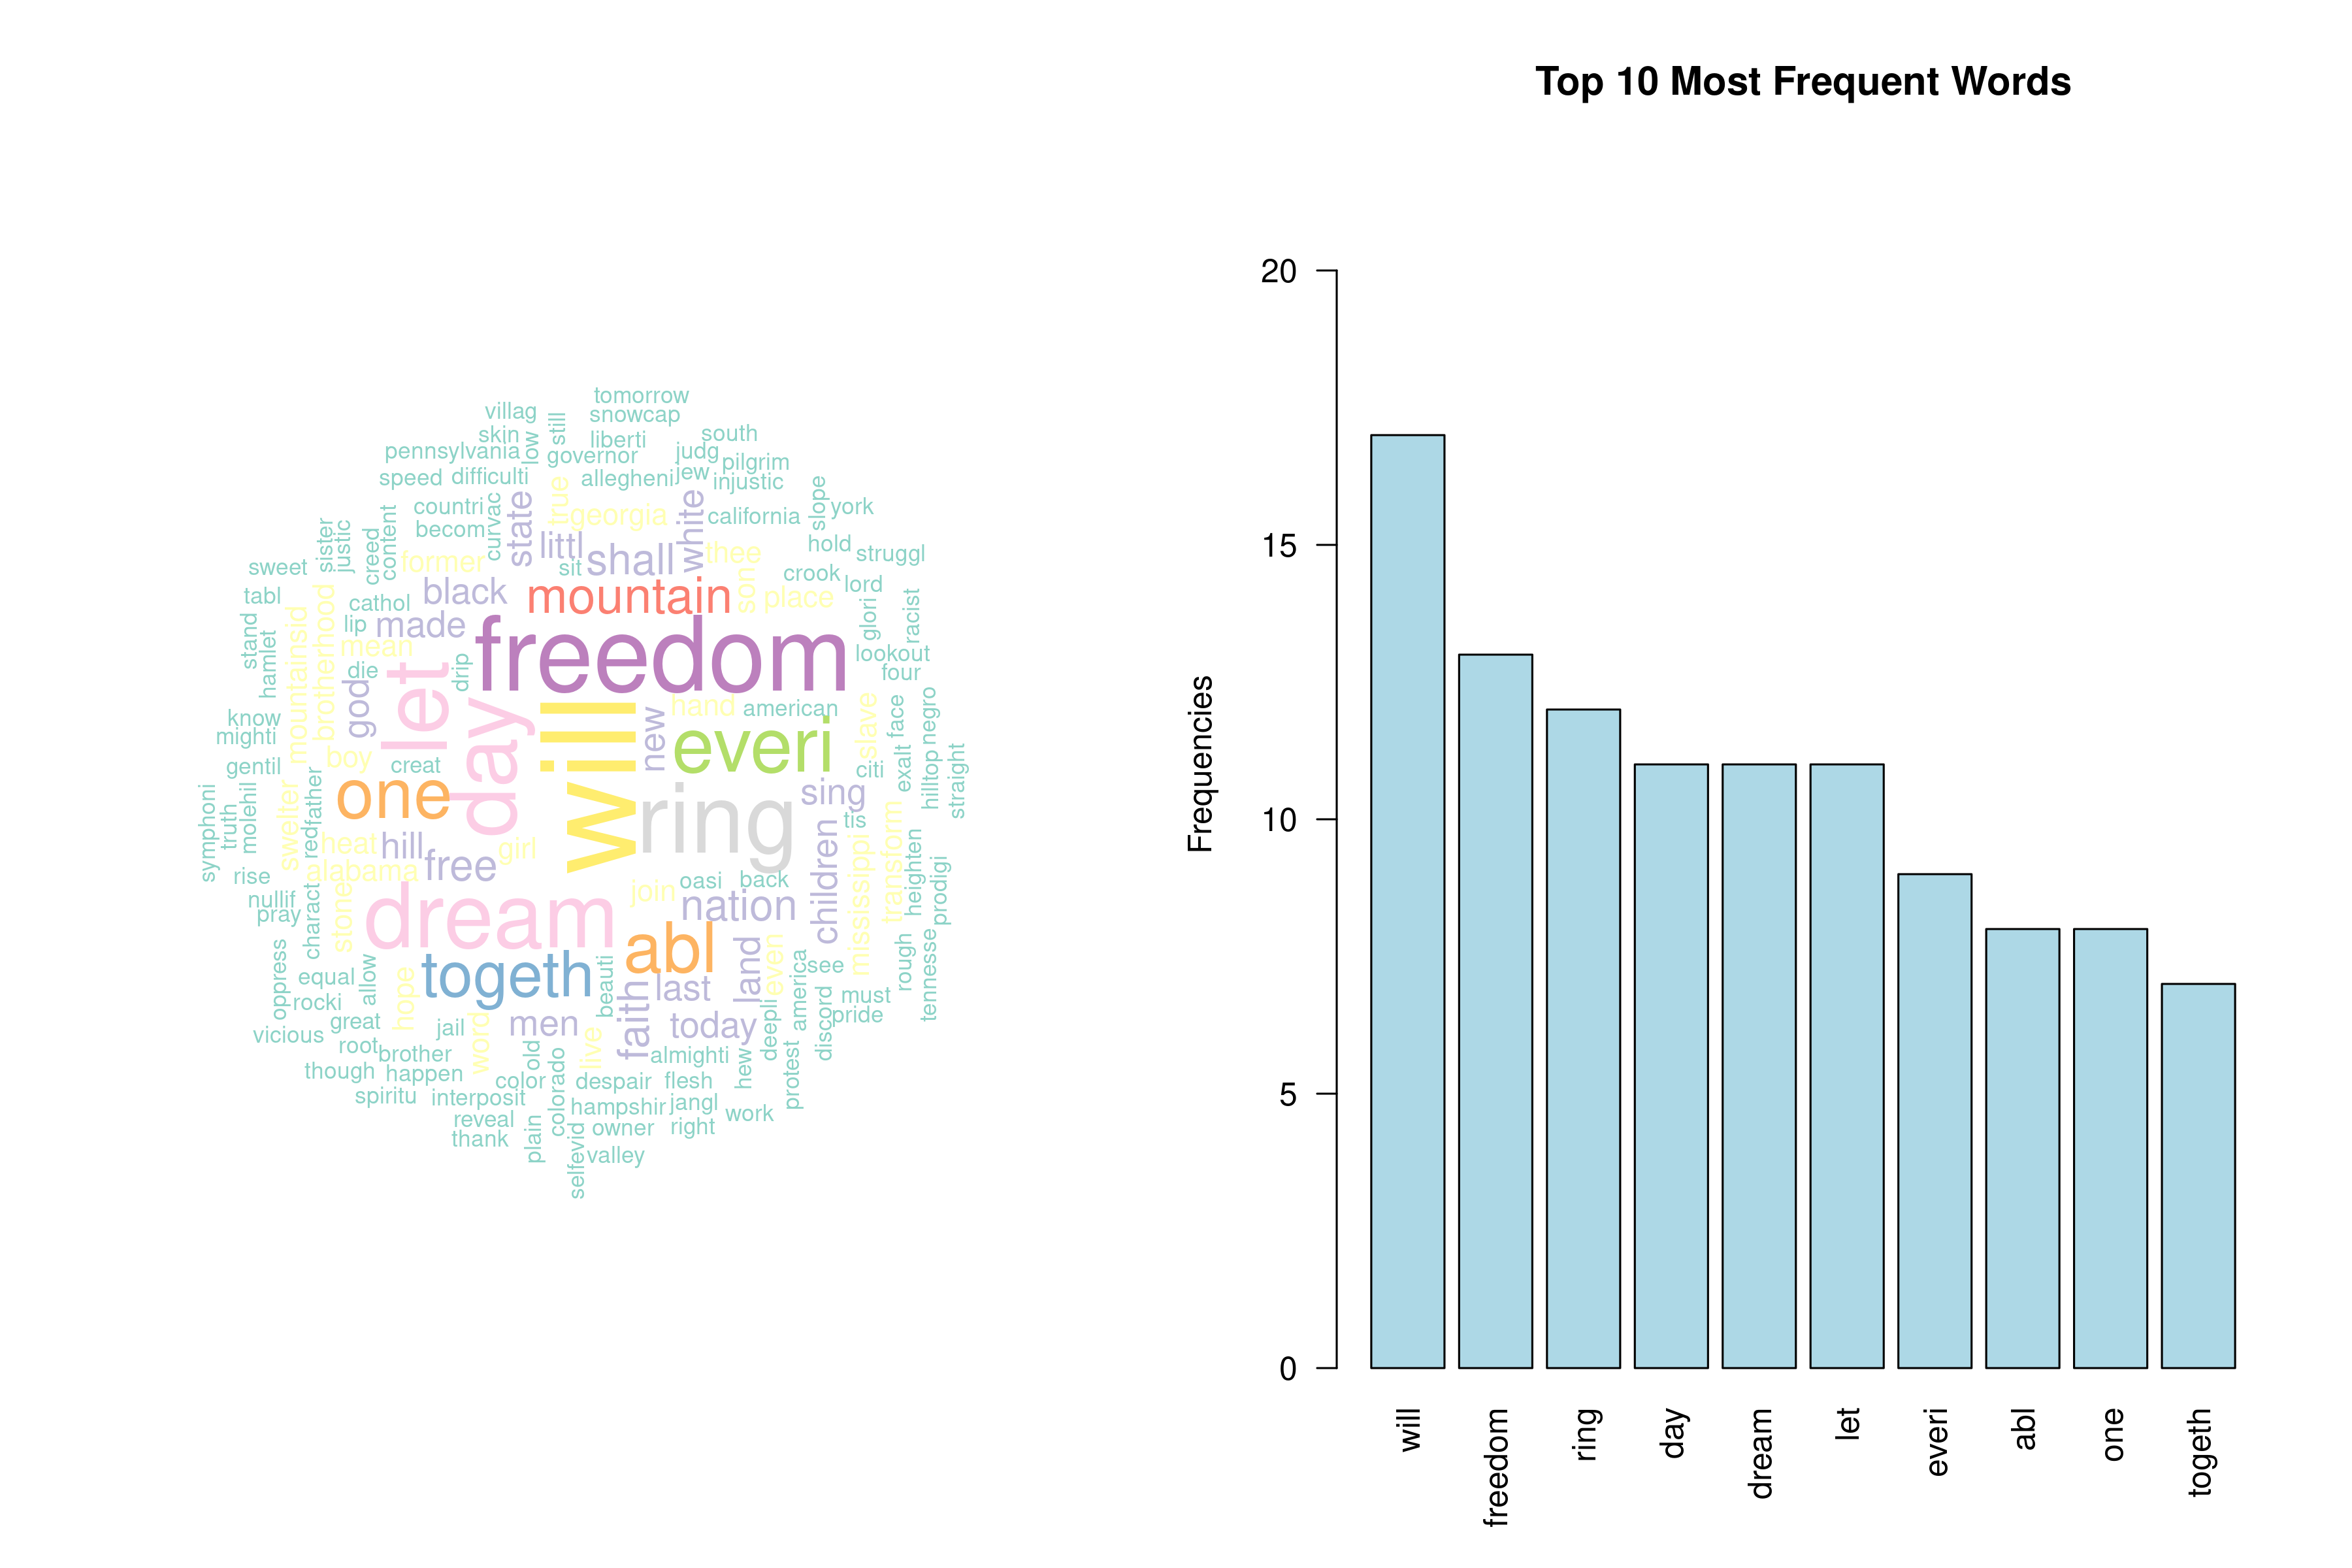 tomorrow
villag
still
snowcap
skin
low
liberti
south
pennsylvania
governor
judg
pilgrim
speed
difficulti
allegheni
jew
injustic
slope
york
countri
curvac
state
true
georgia
white
california
content
becom
sister
justic
creed
littl
shall
thee
hold
struggl
sweet
former
sit
son
crook
lord
tabl
cathol
black
mountain
place
glori
racist
stand
hamlet
mountainsid
brotherhood
lip
made
freedom
lookout
mean
let
drip
die
four
god
day
will
new
hand
american
slave
face
negro
know
mighti
boy
everi
gentil
creat
citi
exalt
hilltop
straight
symphoni
truth
molehill
swelter
father
one
ring
sing
tis
red
heat
hill
girl
children
mississippi
transform
heighten
prodigi
rise
alabama
free
nullif
pray
charact
stone
join
oasi
back
nation
dream
abl
oppress
equal
allow
hope
togeth
beauti
land
even
america
see
rough
tennesse
rocki
faith
last
must
vicious
great
jail
word
men
today
deepli
discord
pride
root
brother
old
live
almighti
hew
protest
though
happen
color
colorado
despair
flesh
spiritu
interposit
hampshir
jangl
work
reveal
owner
right
thank
plain
selfevid
valley
Top 10 Most Frequent Words
Frequencies
20
15
10
5
0
will
freedom
ring
day
dream
let
everi
abl
one
togeth